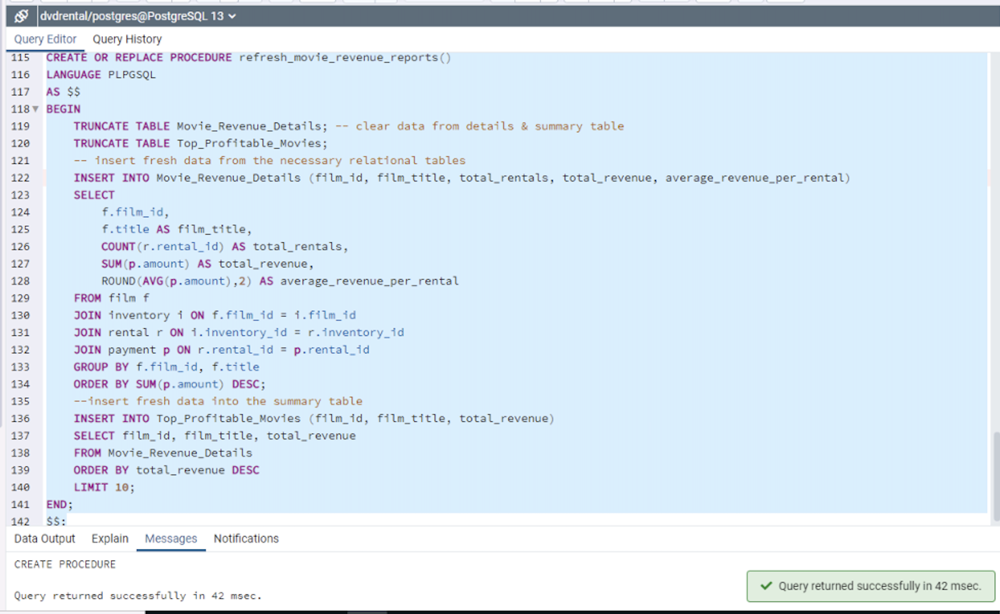 dvdrental/postgres@PostgreSQL 13
Query Editor Query History
115 CREATE OR REPLACE PROCEDURE refresh_movie_revenue_reports()
116 LANGUAGE PLPGSQL
117 AS $$
118 BEGIN
119 TRUNCATE TABLE Movie_Revenue_Details; -- clear data from details & summary table
120 TRUNCATE TABLE Top_Profitable_Movies;
121 -- insert fresh data from the necessary relational tables
122 INSERT INTO Movie_Revenue_Details (film_id, film_title, total_rentals, total_revenue, average_revenue_per_rental)
123 SELECT
124 f.film_id,
125 f.title AS film_title,
126 COUNT(r.rental_id) AS total_rentals,
127 SUM(p.amount) AS total_revenue,
128 ROUND(AVG(p.amount),2) AS average_revenue_per_rental
129 FROM film f
130 JOIN inventory i ON f.film_id = i.film_id
131 JOIN rental r ON i.inventory_id = r.inventory_id
132 JOIN payment p ON r.rental_id = p.rental_id
133 GROUP BY f.film_id, f.title
134 ORDER BY SUM(p.amount) DESC;
135 --insert fresh data into the summary table
136 INSERT INTO Top_Profitable_Movies (film_id, film_title, total_revenue)
137 SELECT film_id, film_title, total_revenue
138 FROM Movie_Revenue_Details
139 ORDER BY total_revenue DESC
140 LIMIT 10;
141 END;
142 $$;
Data Output Explain Messages Notifications
CREATE PROCEDURE
Query returned successfully in 42 msec.
Query returned successfully in 42 msec.